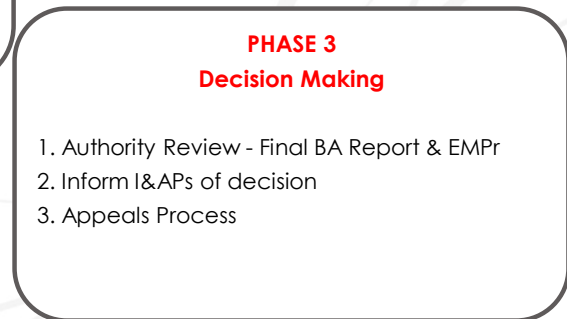 PHASE 3
Decision Making
1. Authority Review - Final BA Report & EMPr
2. Inform I&APs of decision
3. Appeals Process